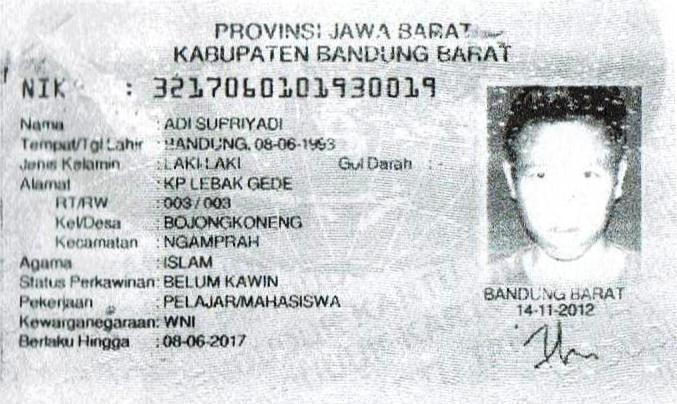 PROVINSI JAWA BARAT
KABUPATEN BANDUNG BARAT
NIK : 3217060101930019
Nama : ADI SUPRIYADI
Tempat/Tgl Lahir : BANDUNG, 08-06-1993
Jenis Kelamin : LAKI-LAKI Gol Darah : -
Alamat : KP LEBAK GEDE
RT/RW : 003 / 003
Kel/Desa : BOJONGKONENG
Kecamatan : NGAMPRAH
Agama : ISLAM
Status Perkawinan: BELUM KAWIN
Pekerjaan : PELAJAR/MAHASISWA
Kewarganegaraan: WNI
Berlaku Hingga : 08-06-2017
BANDUNG BARAT
14-11-2012